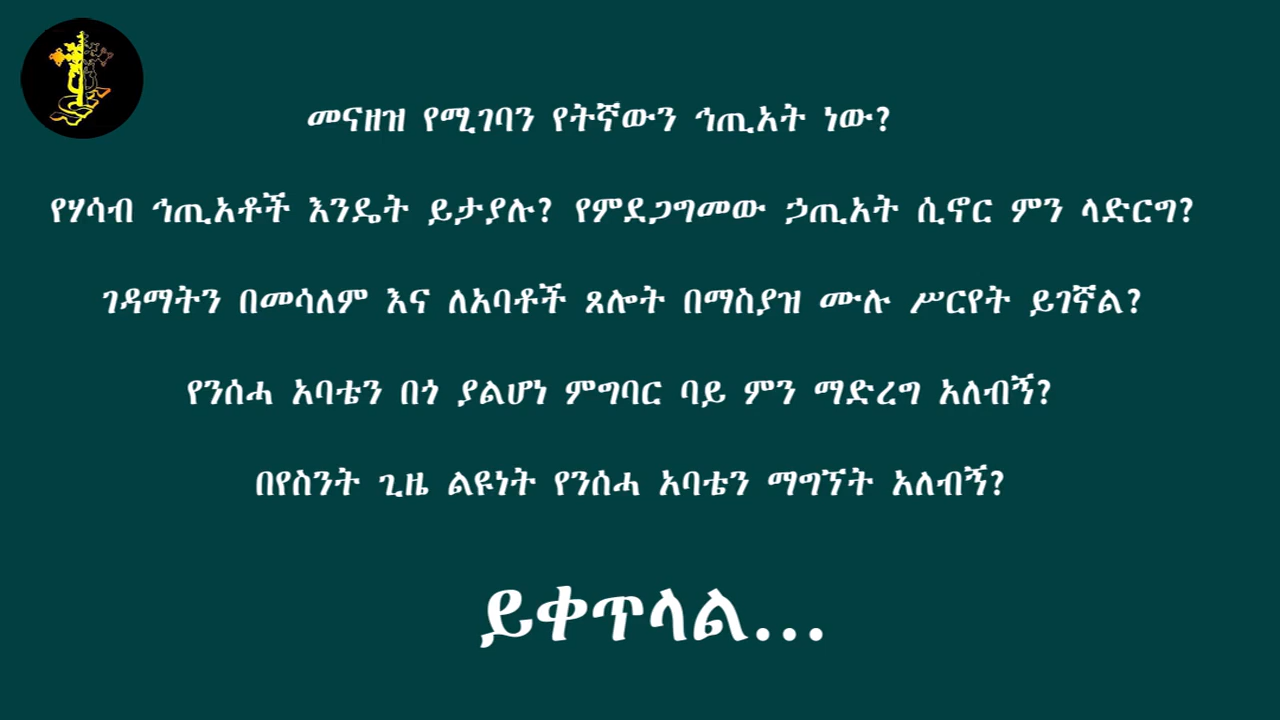 መናዘዝ የሚገባን የትኛውን ኅጢአት ነው?
የሃሳብ ኅጢአቶች እንዴት ይታያሉ? የምደጋግመው ኃጢአት ሲኖር ምን ላድርግ?
ገዳማትን በመሳለም እና ለአባቶች ጸሎት በማስያዝ ሙሉ ሥርየት ይገኛል?
የንሰሓ አባቴን በጎ ያልሆነ ምግባር ባይ ምን ማድረግ አለብኝ?
በየስንት ጊዜ ልዩነት የንሰሓ አባቴን ማግኘት አለብኝ?
ይቀጥላል...